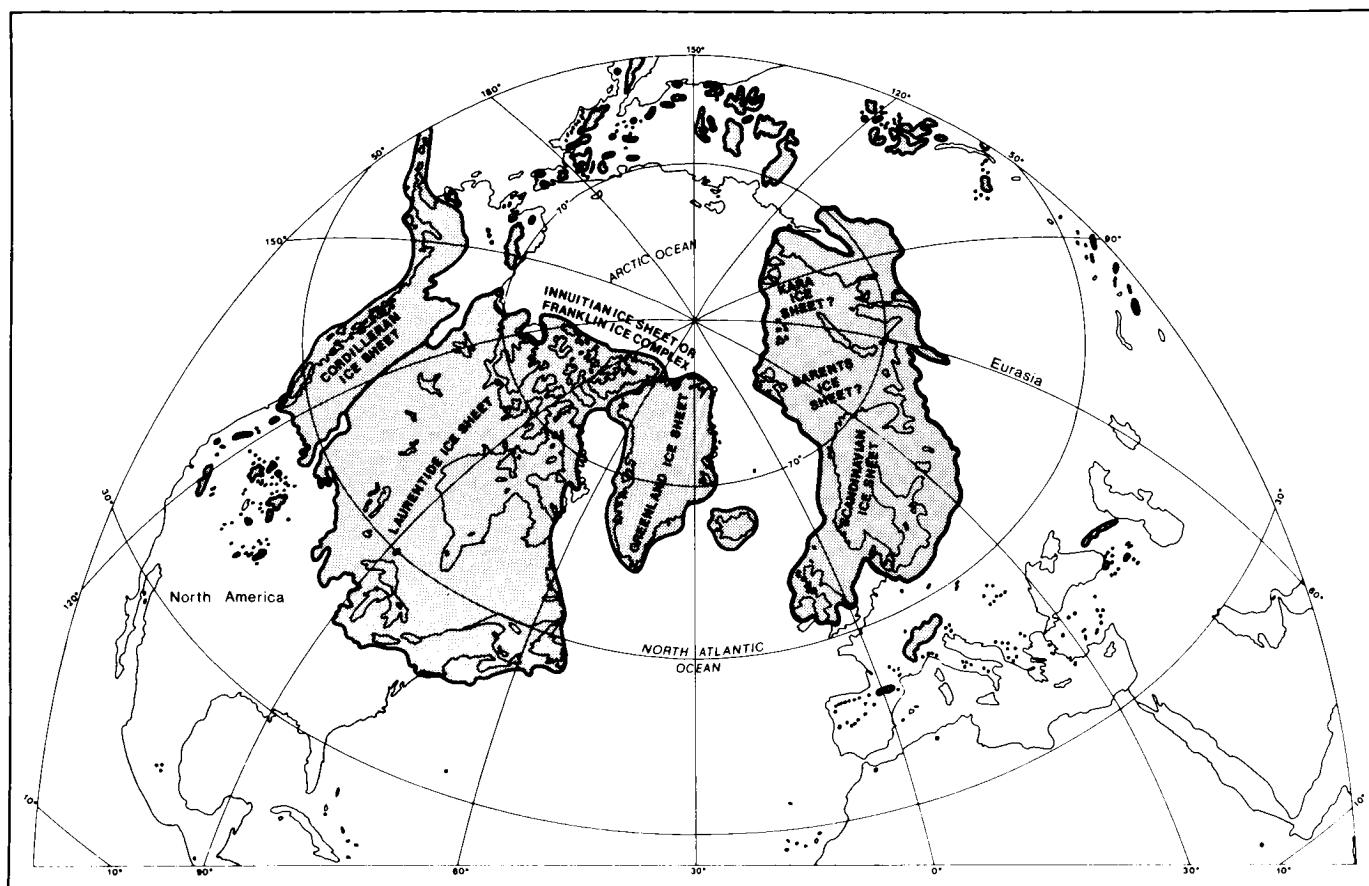 150°
180°
120°
50°
50°
150°
70°
90°
ARCTIC OCEAN
KARA
ICE
SHEET?
INNUITIAN ICE SHEET OR
FRANKLIN ICE COMPLEX
CORDILLERAN
ICE SHEET
BARENTS
ICE
SHEET?
Eurasia
LAURENTIDE ICE SHEET
GREENLAND ICE SHEET
70°
SCANDINAVIAN
ICE SHEET
30°
30°
120°
North America
60°
NORTH ATLANTIC
OCEAN
10°
10°
10°
90°
60°
30°
0°
30°
10°